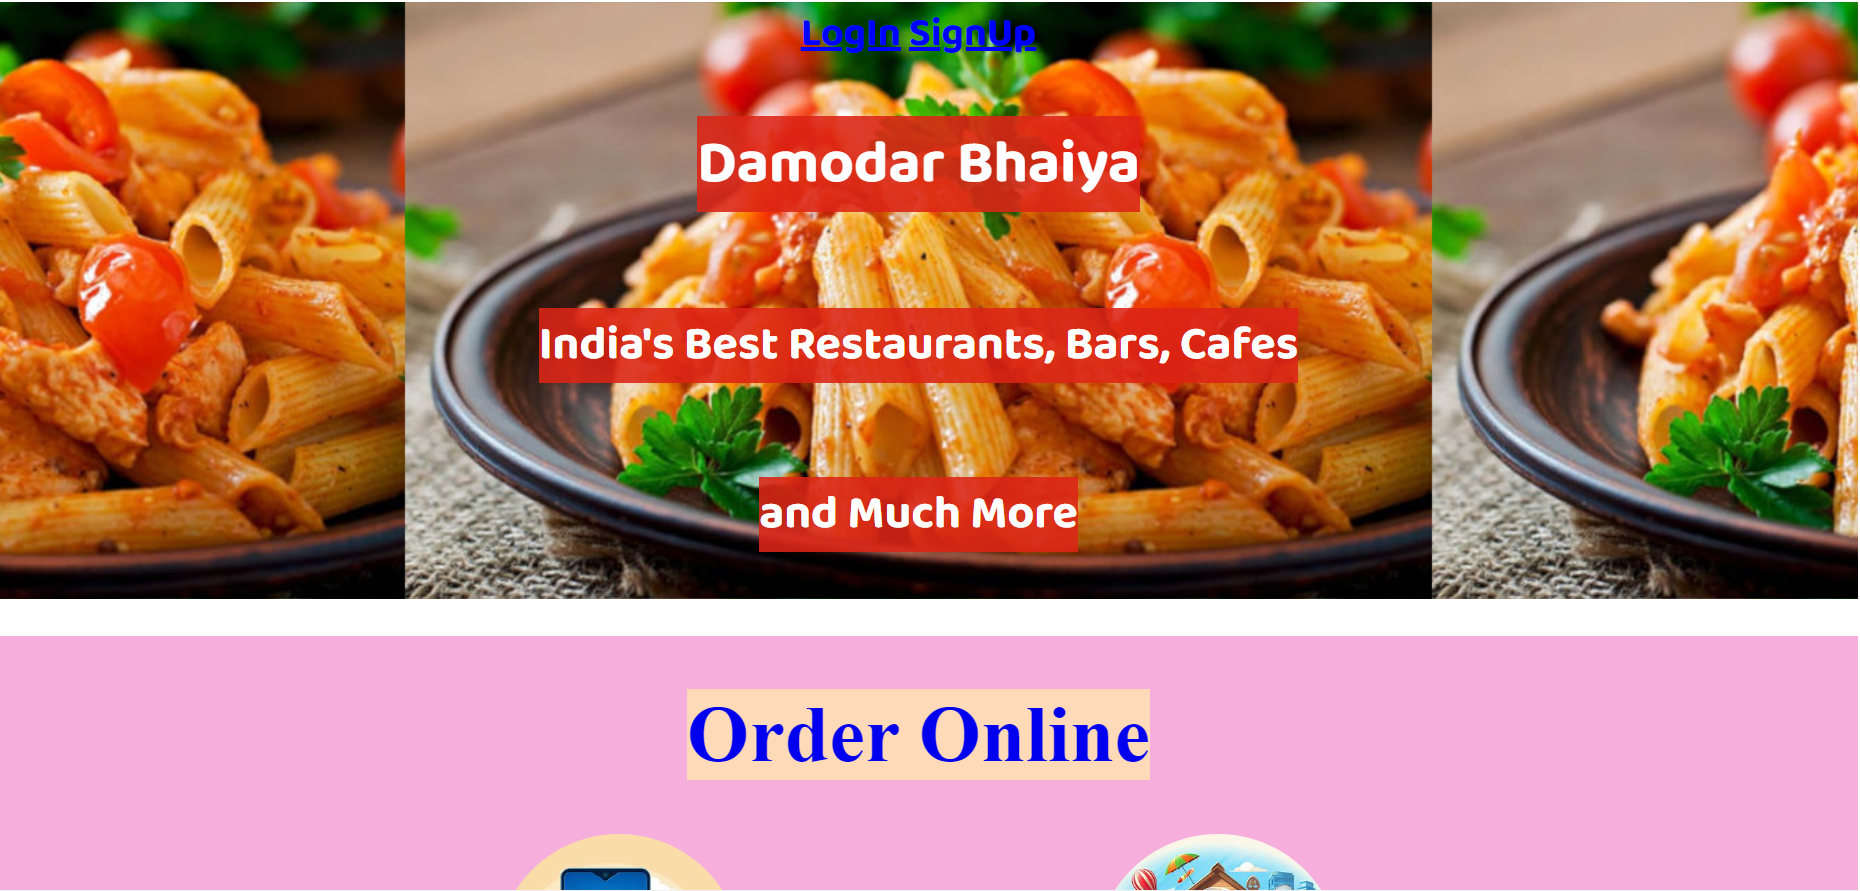 LogIn SignUp
Damodar Bhaiya
India's Best Restaurants, Bars, Cafes
and Much More
Order Online